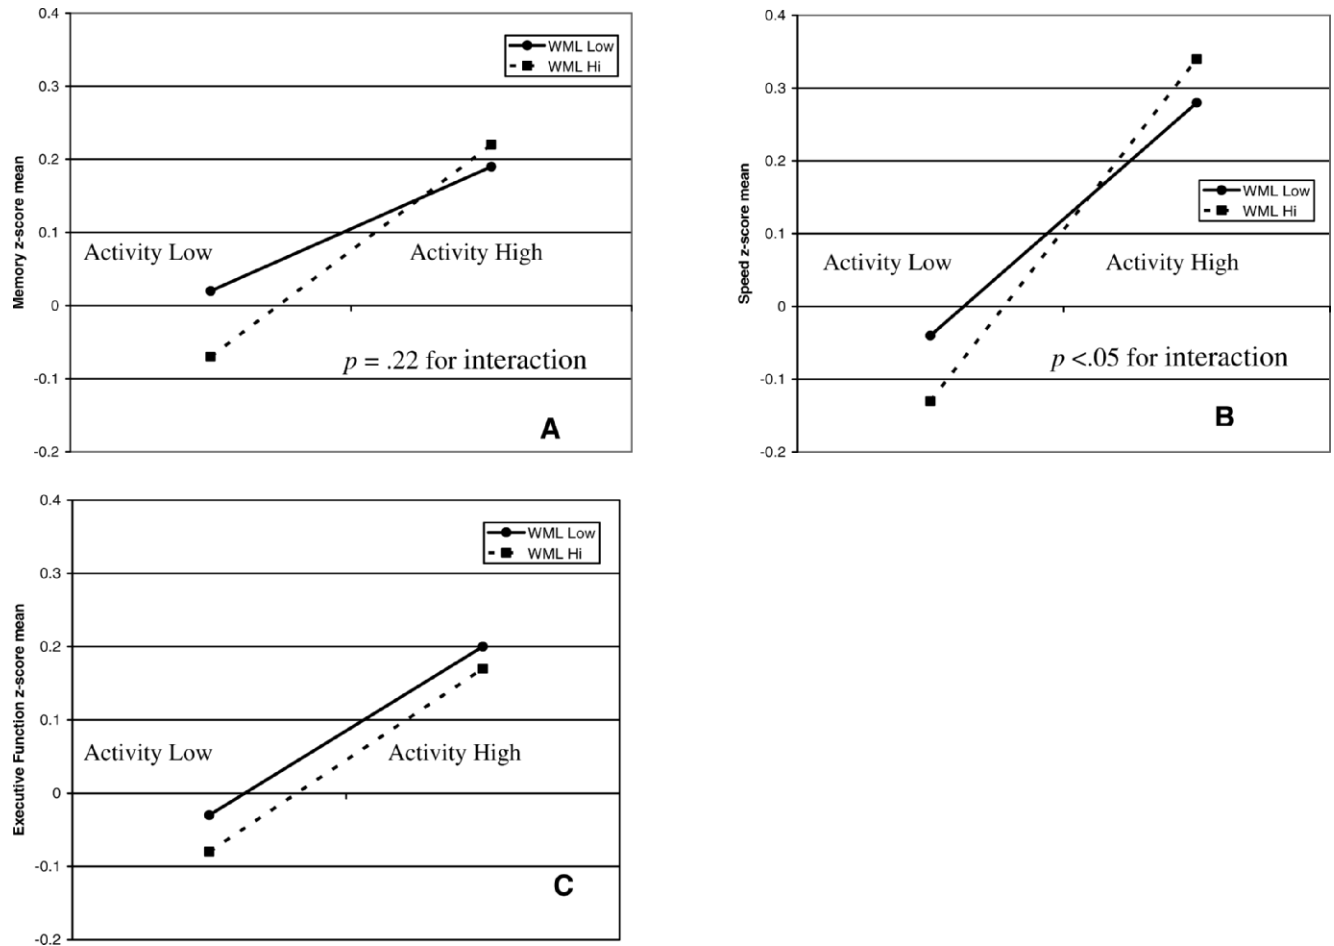 0.4
0.3
0.2
0.1
0
-0.1
-0.2
Memory z-score mean
WML Low
WML Hi
Activity Low
Activity High
p = .22 for interaction
A
0.4
0.3
0.2
0.1
0
-0.1
-0.2
Speed z-score mean
WML Low
WML Hi
Activity Low
Activity High
p <.05 for interaction
B
0.4
0.3
0.2
0.1
0
-0.1
-0.2
Executive Function z-score mean
WML Low
WML Hi
Activity Low
Activity High
C